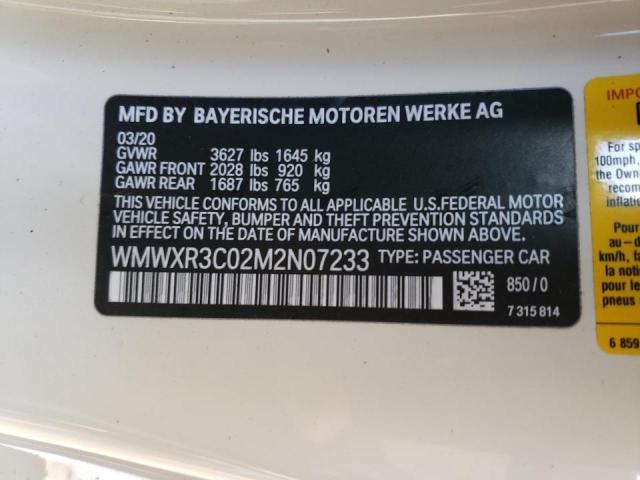 MFD BY BAYERISCHE MOTOREN WERKE AG
03/20
GVWR 3627 lbs 1645 kg
GAWR FRONT 2028 lbs 920 kg
GAWR REAR 1687 lbs 765 kg
THIS VEHICLE CONFORMS TO ALL APPLICABLE U.S.FEDERAL MOTOR
VEHICLE SAFETY, BUMPER AND THEFT PREVENTION STANDARDS
IN EFFECT ON THE DATE OF MANUFACTURE SHOWN ABOVE.
WMWXR3C02M2N07233 TYPE: PASSENGER CAR
850/0
7 315 814
IMPO
For sp
100mph,
the Own
recom
inflatio
Pour
au – d
km/h, fa
la notic
pour le
pneus
6 859